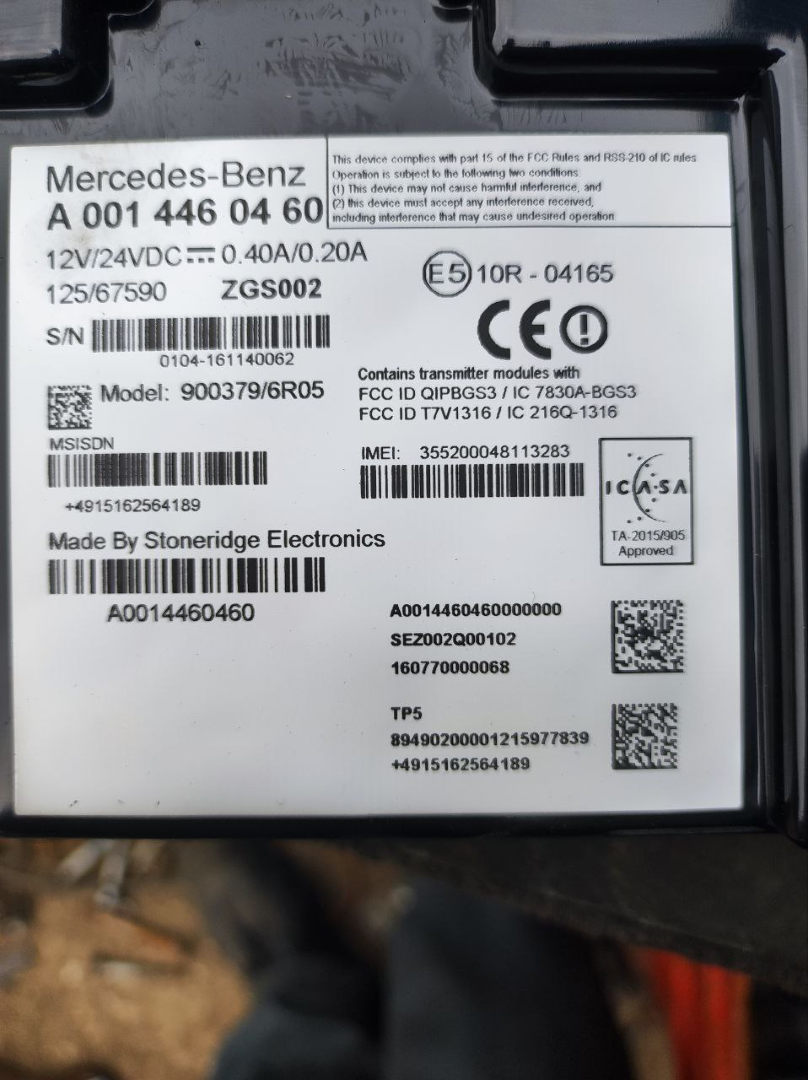 Mercedes-Benz
A 001 446 04 60
This device complies with part 15 of the FCC Rules and RSS-210 of IC rules
Operation is subject to the following two conditions
(1) This device may not cause harmful interference, and
(2) this device must accept any interference received,
including interference that may cause undesired operation
12V/24VDC 0.40A/0.20A
125/67590 ZGS002
E5 10R - 04165
S/N
0104-161140062
CE
Contains transmitter modules with
Model: 900379/6R05
FCC ID QIPBGS3 / IC 7830A-BGS3
FCC ID T7V1316 / IC 216Q-1316
MSISDN
+4915162564189
IMEI: 355200048113283
ICASA
TA-2015/905
Approved
Made By Stoneridge Electronics
A0014460460
A0014460460000000
SEZ002Q00102
160770000068
TP5
89490200001215977839
+4915162564189